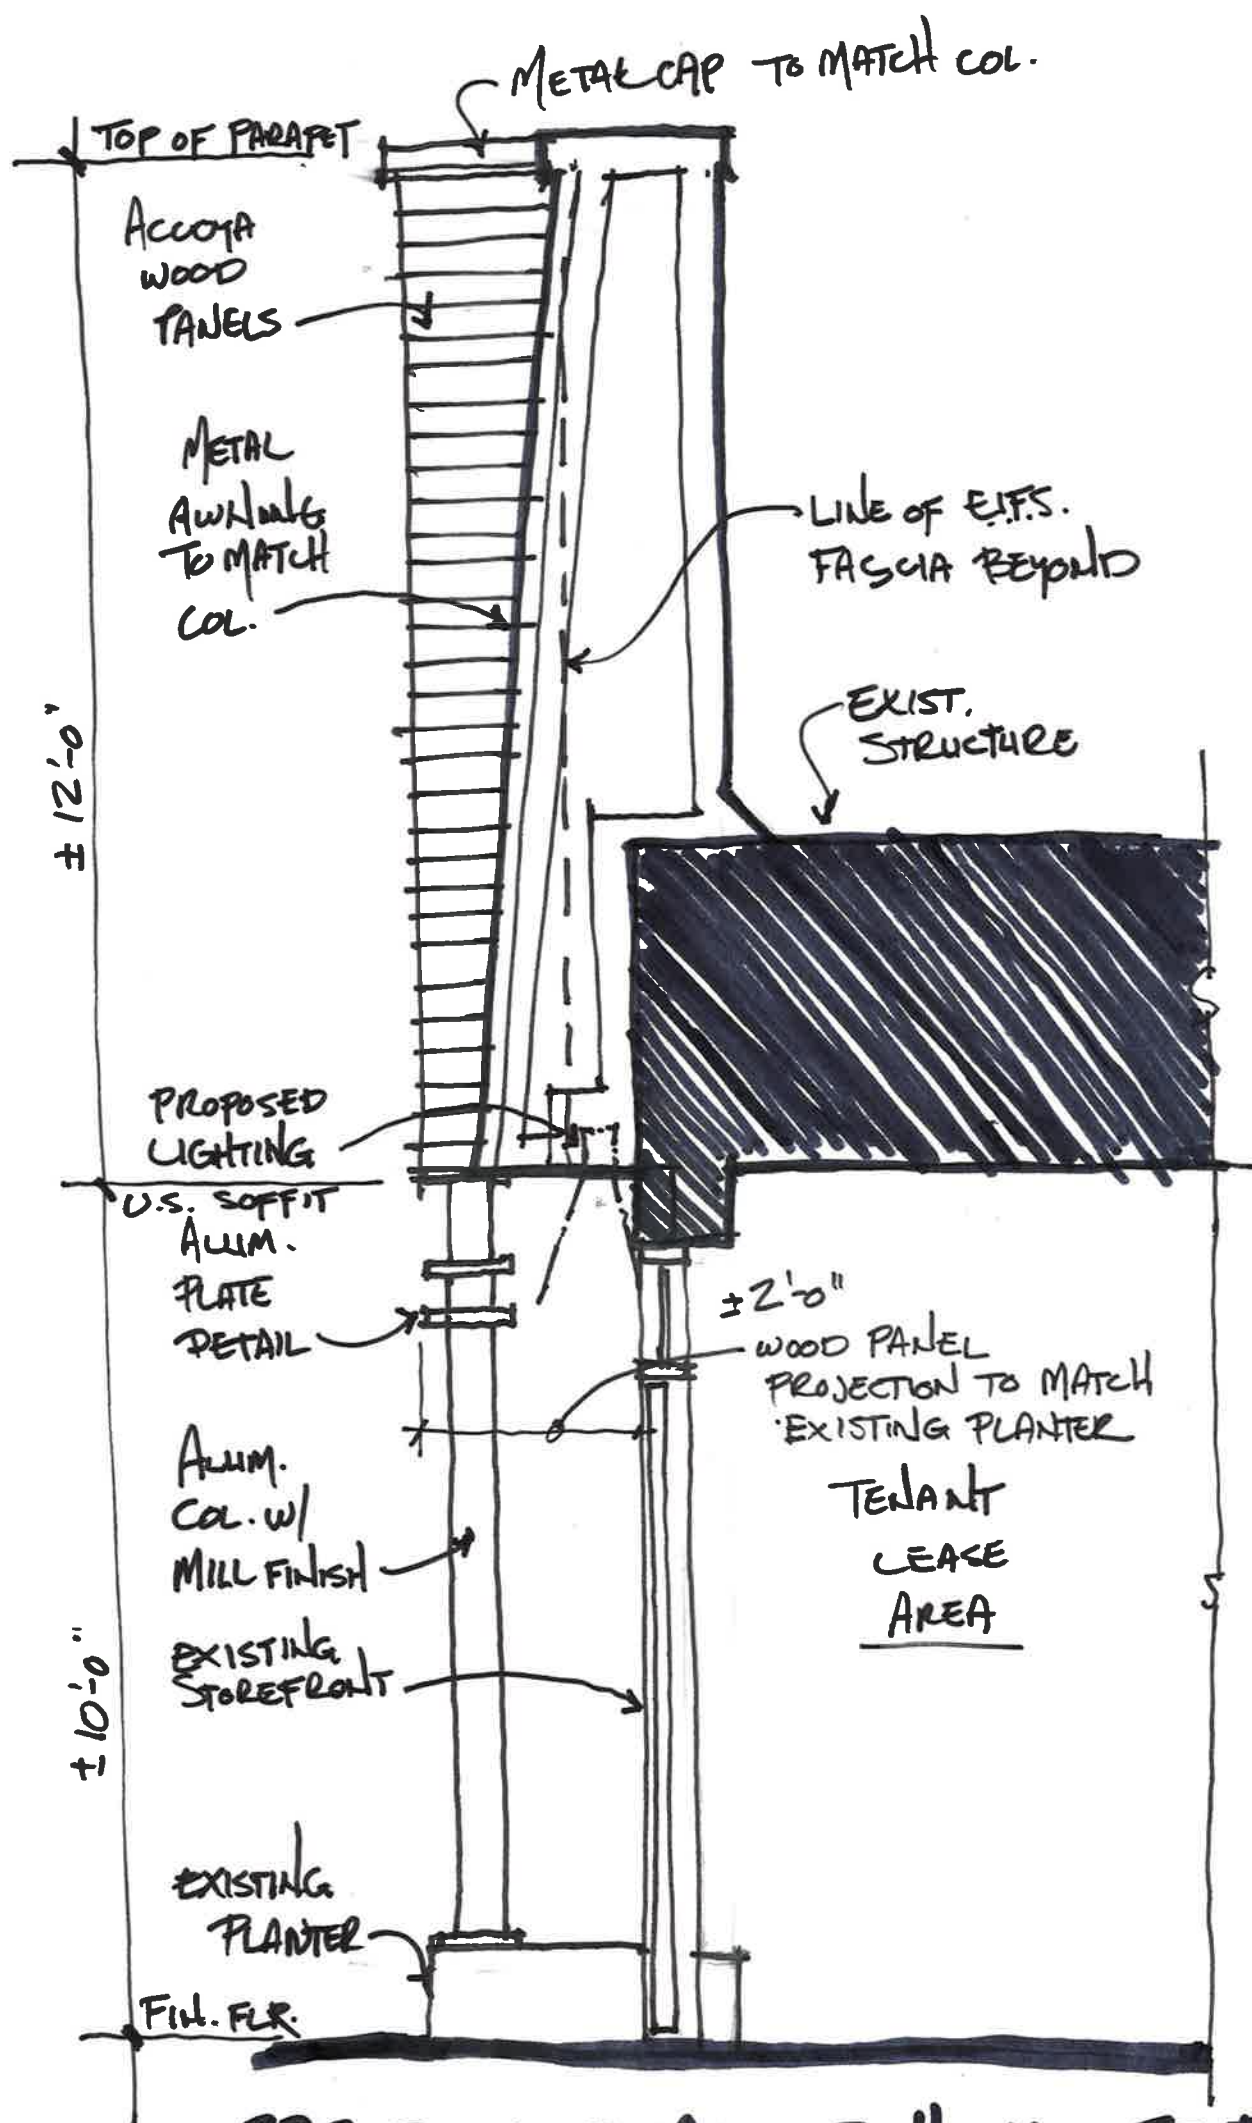 METAL CAP TO MATCH COL.
TOP OF PARAPET
ACCOYA
WOOD
PANELS
METAL
AWNING
TO MATCH
COL.
LINE OF E.I.F.S.
FASCIA BEYOND
EXIST.
STRUCTURE
±12'-0"
PROPOSED
LIGHTING
U.S. SOFFIT
ALUM.
PLATE
DETAIL
±2'-0"
WOOD PANEL
PROJECTION TO MATCH
EXISTING PLANTER
ALUM.
COL. W/
MILL FINISH
TENANT
LEASE
AREA
EXISTING
STOREFRONT
±10'-0"
EXISTING
PLANTER
FIN. FLR.